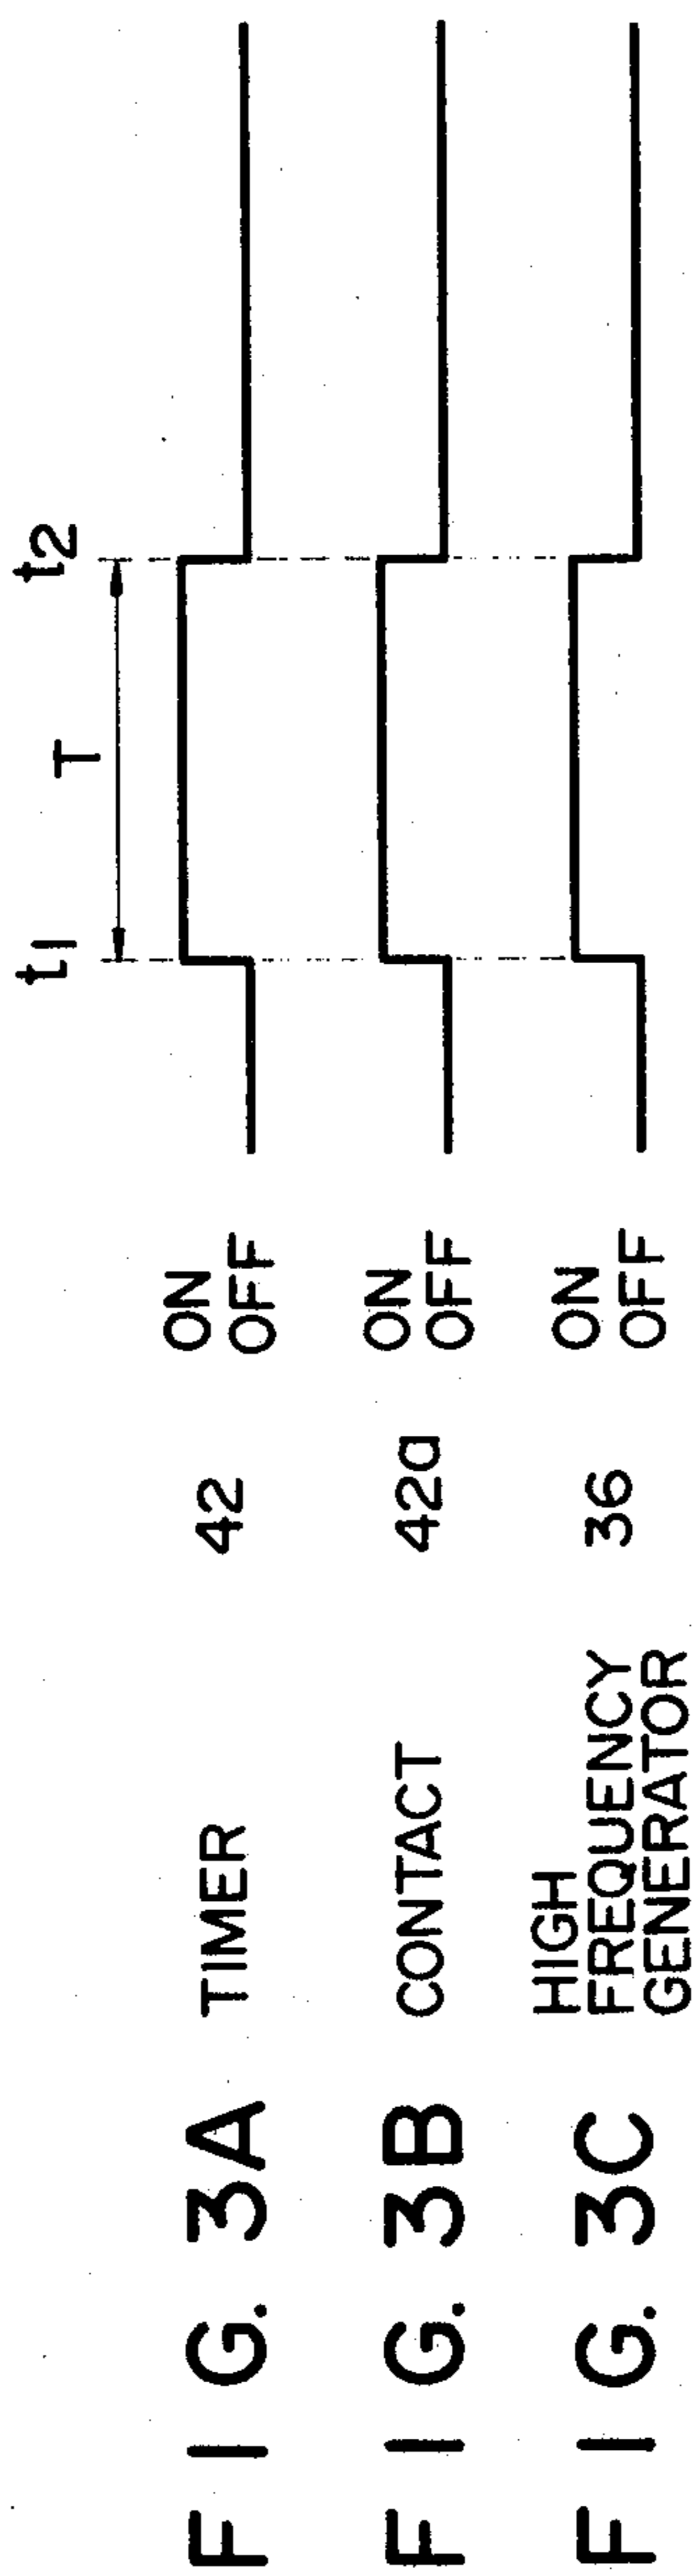 t1 T t2
FIG. 3A TIMER 42 ON
OFF
FIG. 3B CONTACT 42a ON
OFF
FIG. 3C HIGH
FREQUENCY
GENERATOR 36 ON
OFF